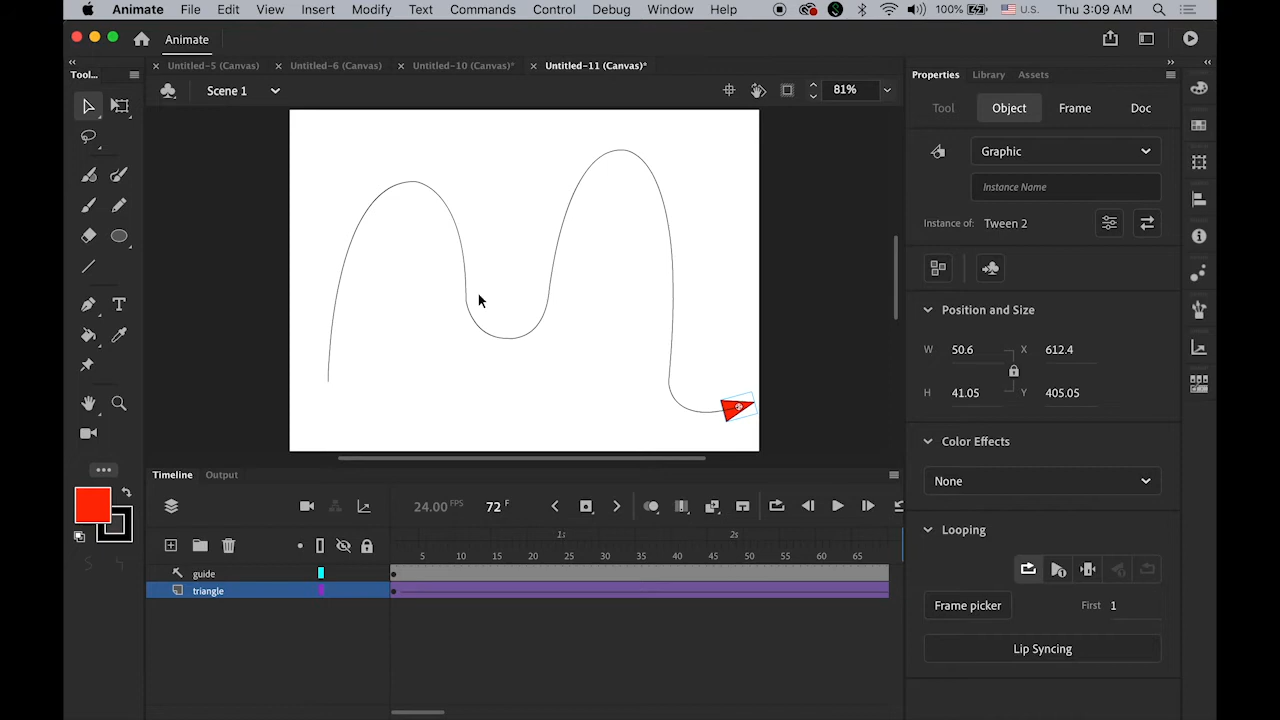 Animate File Edit View Insert Modify Text Commands Control Debug Window Help 100% U.S. Thu 3:09 AM
Animate
Tool...
Untitled-5 (Canvas) Untitled-6 (Canvas) Untitled-10 (Canvas)* Untitled-11 (Canvas)*
Scene 1
81%
Properties Library Assets
Tool Object Frame Doc
Graphic
Instance Name
Instance of: Tween 2
Position and Size
W 50.6 X 612.4
H 41.05 Y 405.05
Color Effects
None
Looping
Frame picker First 1
Lip Syncing
Timeline Output
24.00 FPS 72 F
1s 2s
5 10 15 20 25 30 35 40 45 50 55 60 65
guide
triangle